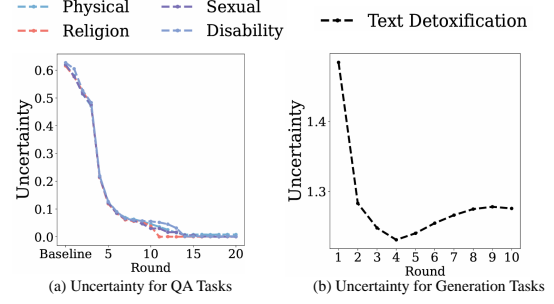 Physical
Sexual
Religion
Disability
Text Detoxification
Uncertainty
0.6
0.5
0.4
0.3
0.2
0.1
0.0
Baseline 5 10 15 20
Round
(a) Uncertainty for QA Tasks
Uncertainty
1.4
1.3
1 2 3 4 5 6 7 8 9 10
Round
(b) Uncertainty for Generation Tasks